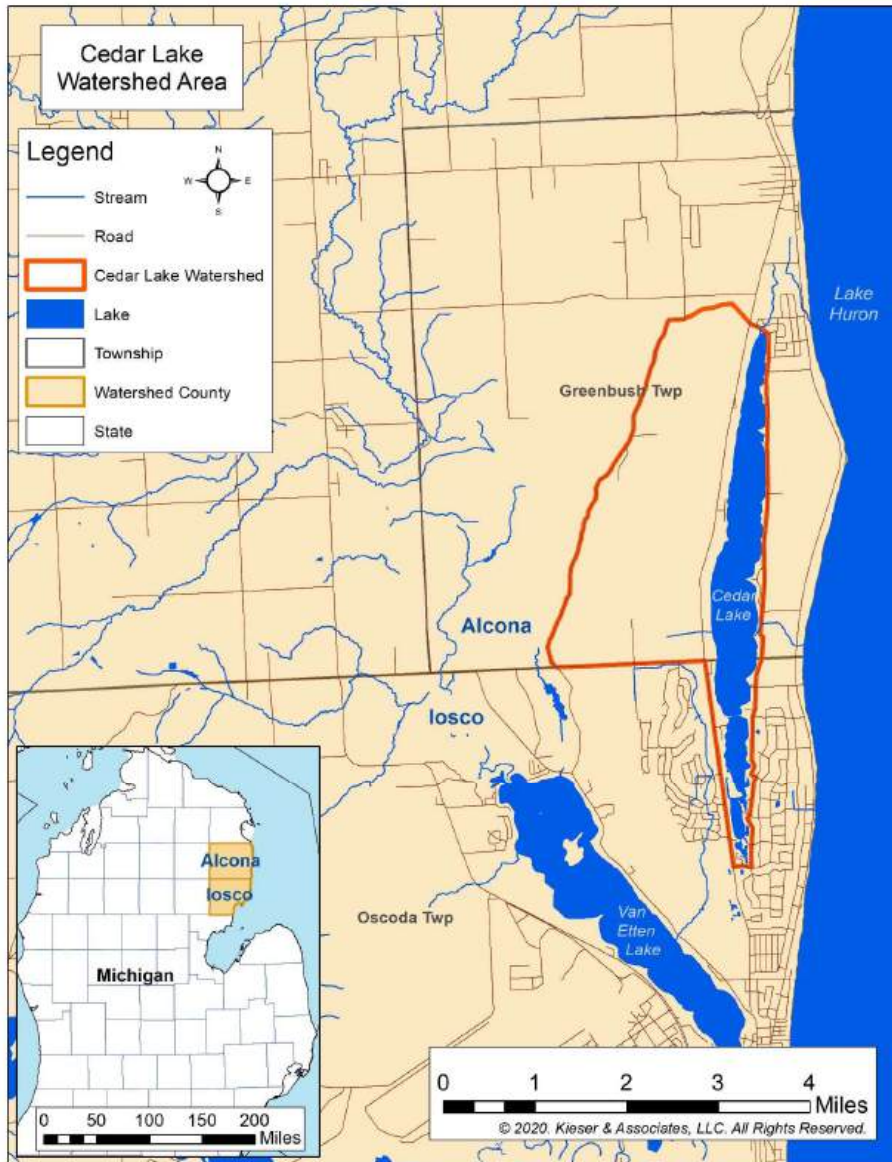 Cedar Lake
Watershed Area
Legend
N
W
E
S
Stream
Road
Cedar Lake Watershed
Lake
Township
Watershed County
State
Lake
Huron
Greenbush Twp
Cedar
Lake
Alcona
Iosco
Alcona
Iosco
Michigan
Oscoda Twp
Van
Etten
Lake
0 50 100 150 200
Miles
0 1 2 3 4
Miles
© 2020. Kieser & Associates, LLC. All Rights Reserved.